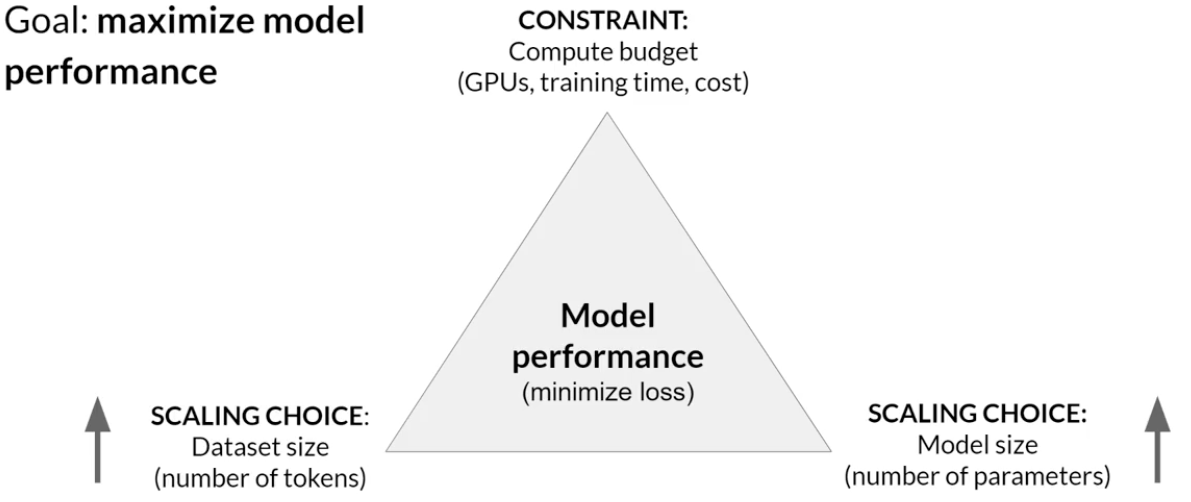 Goal: maximize model
performance
CONSTRAINT:
Compute budget
(GPUs, training time, cost)
Model
performance
(minimize loss)
SCALING CHOICE:
Dataset size
(number of tokens)
SCALING CHOICE:
Model size
(number of parameters)